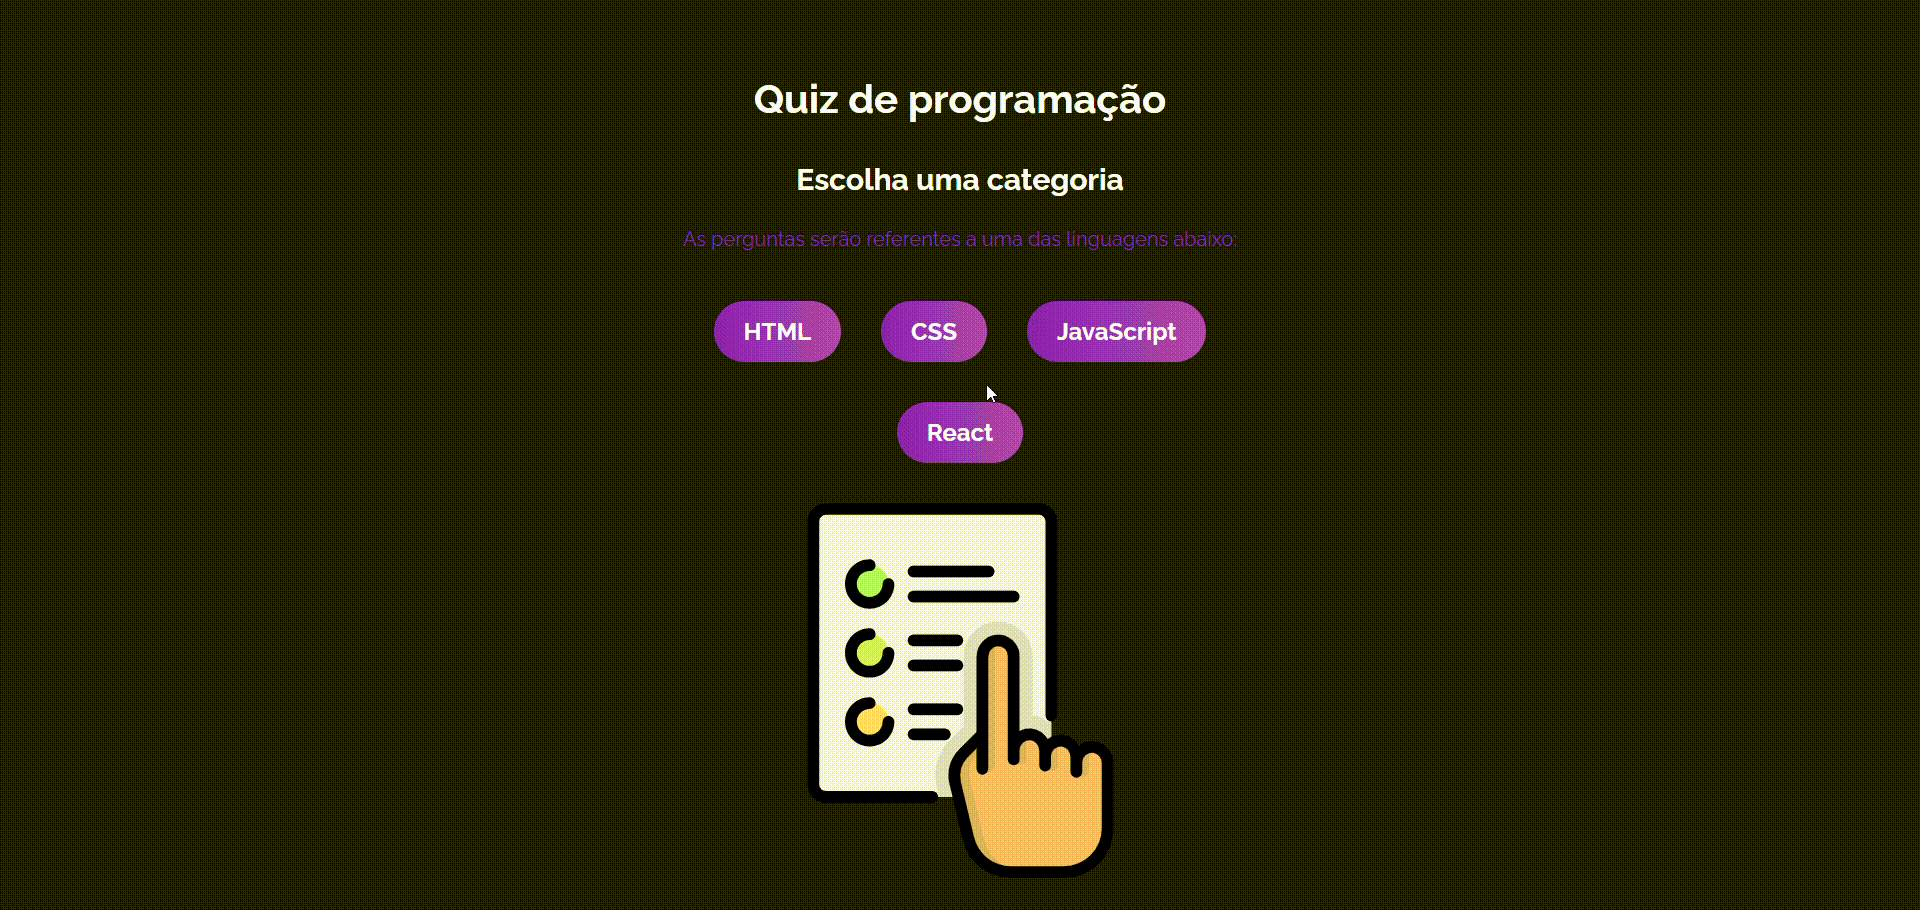 Quiz de programação
Escolha uma categoria
As perguntas serão referentes a uma das linguagens abaixo:
HTML CSS JavaScript
React